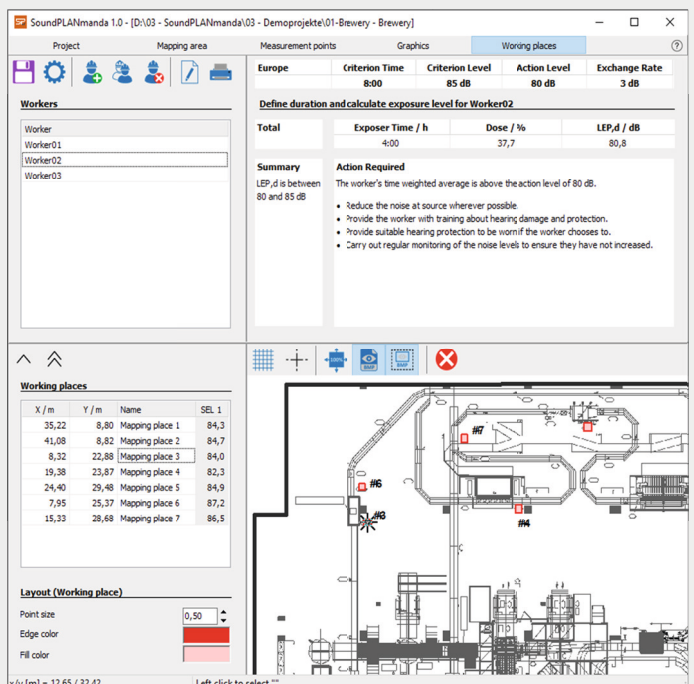 SoundPLANmanda 1.0 - [D:\03 - SoundPLANmanda\03 - Demoprojekte\01-Brewery - Brewery]
Project Mapping area Measurement points Graphics Working places
Workers
Worker
Worker01
Worker02
Worker03
Europe Criterion Time Criterion Level Action Level Exchange Rate
8:00 85 dB 80 dB 3 dB
Define duration and calculate exposure level for Worker02
Total Exposer Time / h Dose / % LEP,d / dB
4:00 37,7 80,8
Summary
LEP,d is between
80 and 85 dB
Action Required
The worker's time weighted average is above the action level of 80 dB.
• Reduce the noise at source wherever possible.
• Provide the worker with training about hearing damage and protection.
• Provide suitable hearing protection to be worn if the worker chooses to.
• Carry out regular monitoring of the noise levels to ensure they have not increased.
100%
BMP
BMP
Working places
X / m Y / m Name SEL 1
35,22 8,80 Mapping place 1 84,3
41,08 8,82 Mapping place 2 84,7
8,32 22,88 Mapping place 3 84,0
19,38 23,87 Mapping place 4 82,3
24,40 29,48 Mapping place 5 84,9
7,95 25,37 Mapping place 6 87,2
15,33 28,68 Mapping place 7 86,5
#7
#6
#3
#4
Layout (Working place)
Point size 0,50
Edge color
Fill color
x/y [m] = 12,65 / 32,42 Left click to select ""